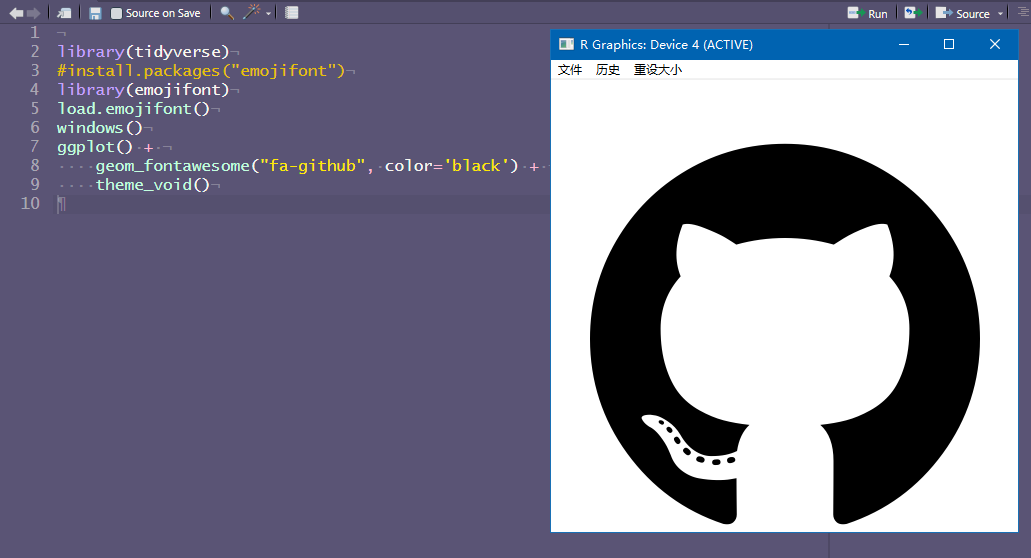 Source on Save
Run
Source
1
2 library(tidyverse)
3 #install.packages("emojifont")
4 library(emojifont)
5 load.emojifont()
6 windows()
7 ggplot() +
8     geom_fontawesome("fa-github", color='black') +
9     theme_void()
10
R Graphics: Device 4 (ACTIVE)
文件 历史 重设大小